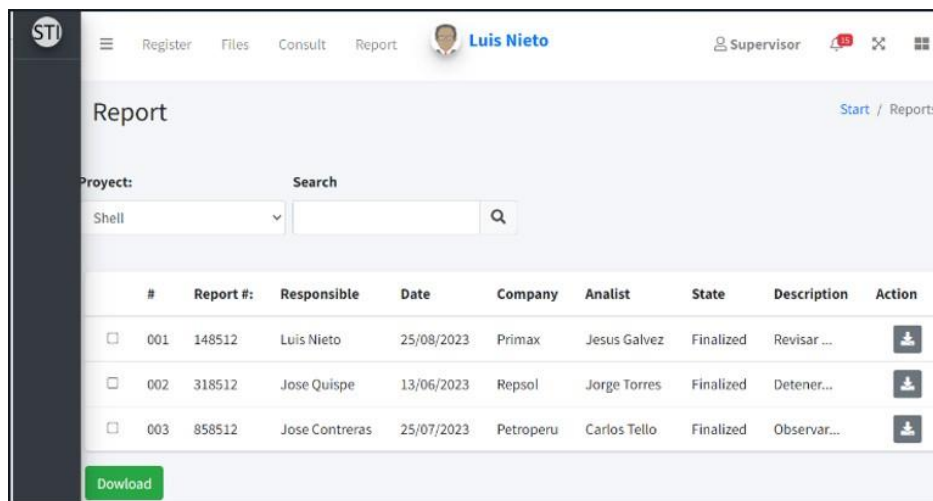 STI
Register Files Consult Report Luis Nieto Supervisor 15
Report Start / Reports
Proyect: Search
Shell
# Report #: Responsible Date Company Analist State Description Action
001 148512 Luis Nieto 25/08/2023 Primax Jesus Galvez Finalized Revisar ...
002 318512 Jose Quispe 13/06/2023 Repsol Jorge Torres Finalized Detener...
003 858512 Jose Contreras 25/07/2023 Petroperu Carlos Tello Finalized Observar...
Dowload